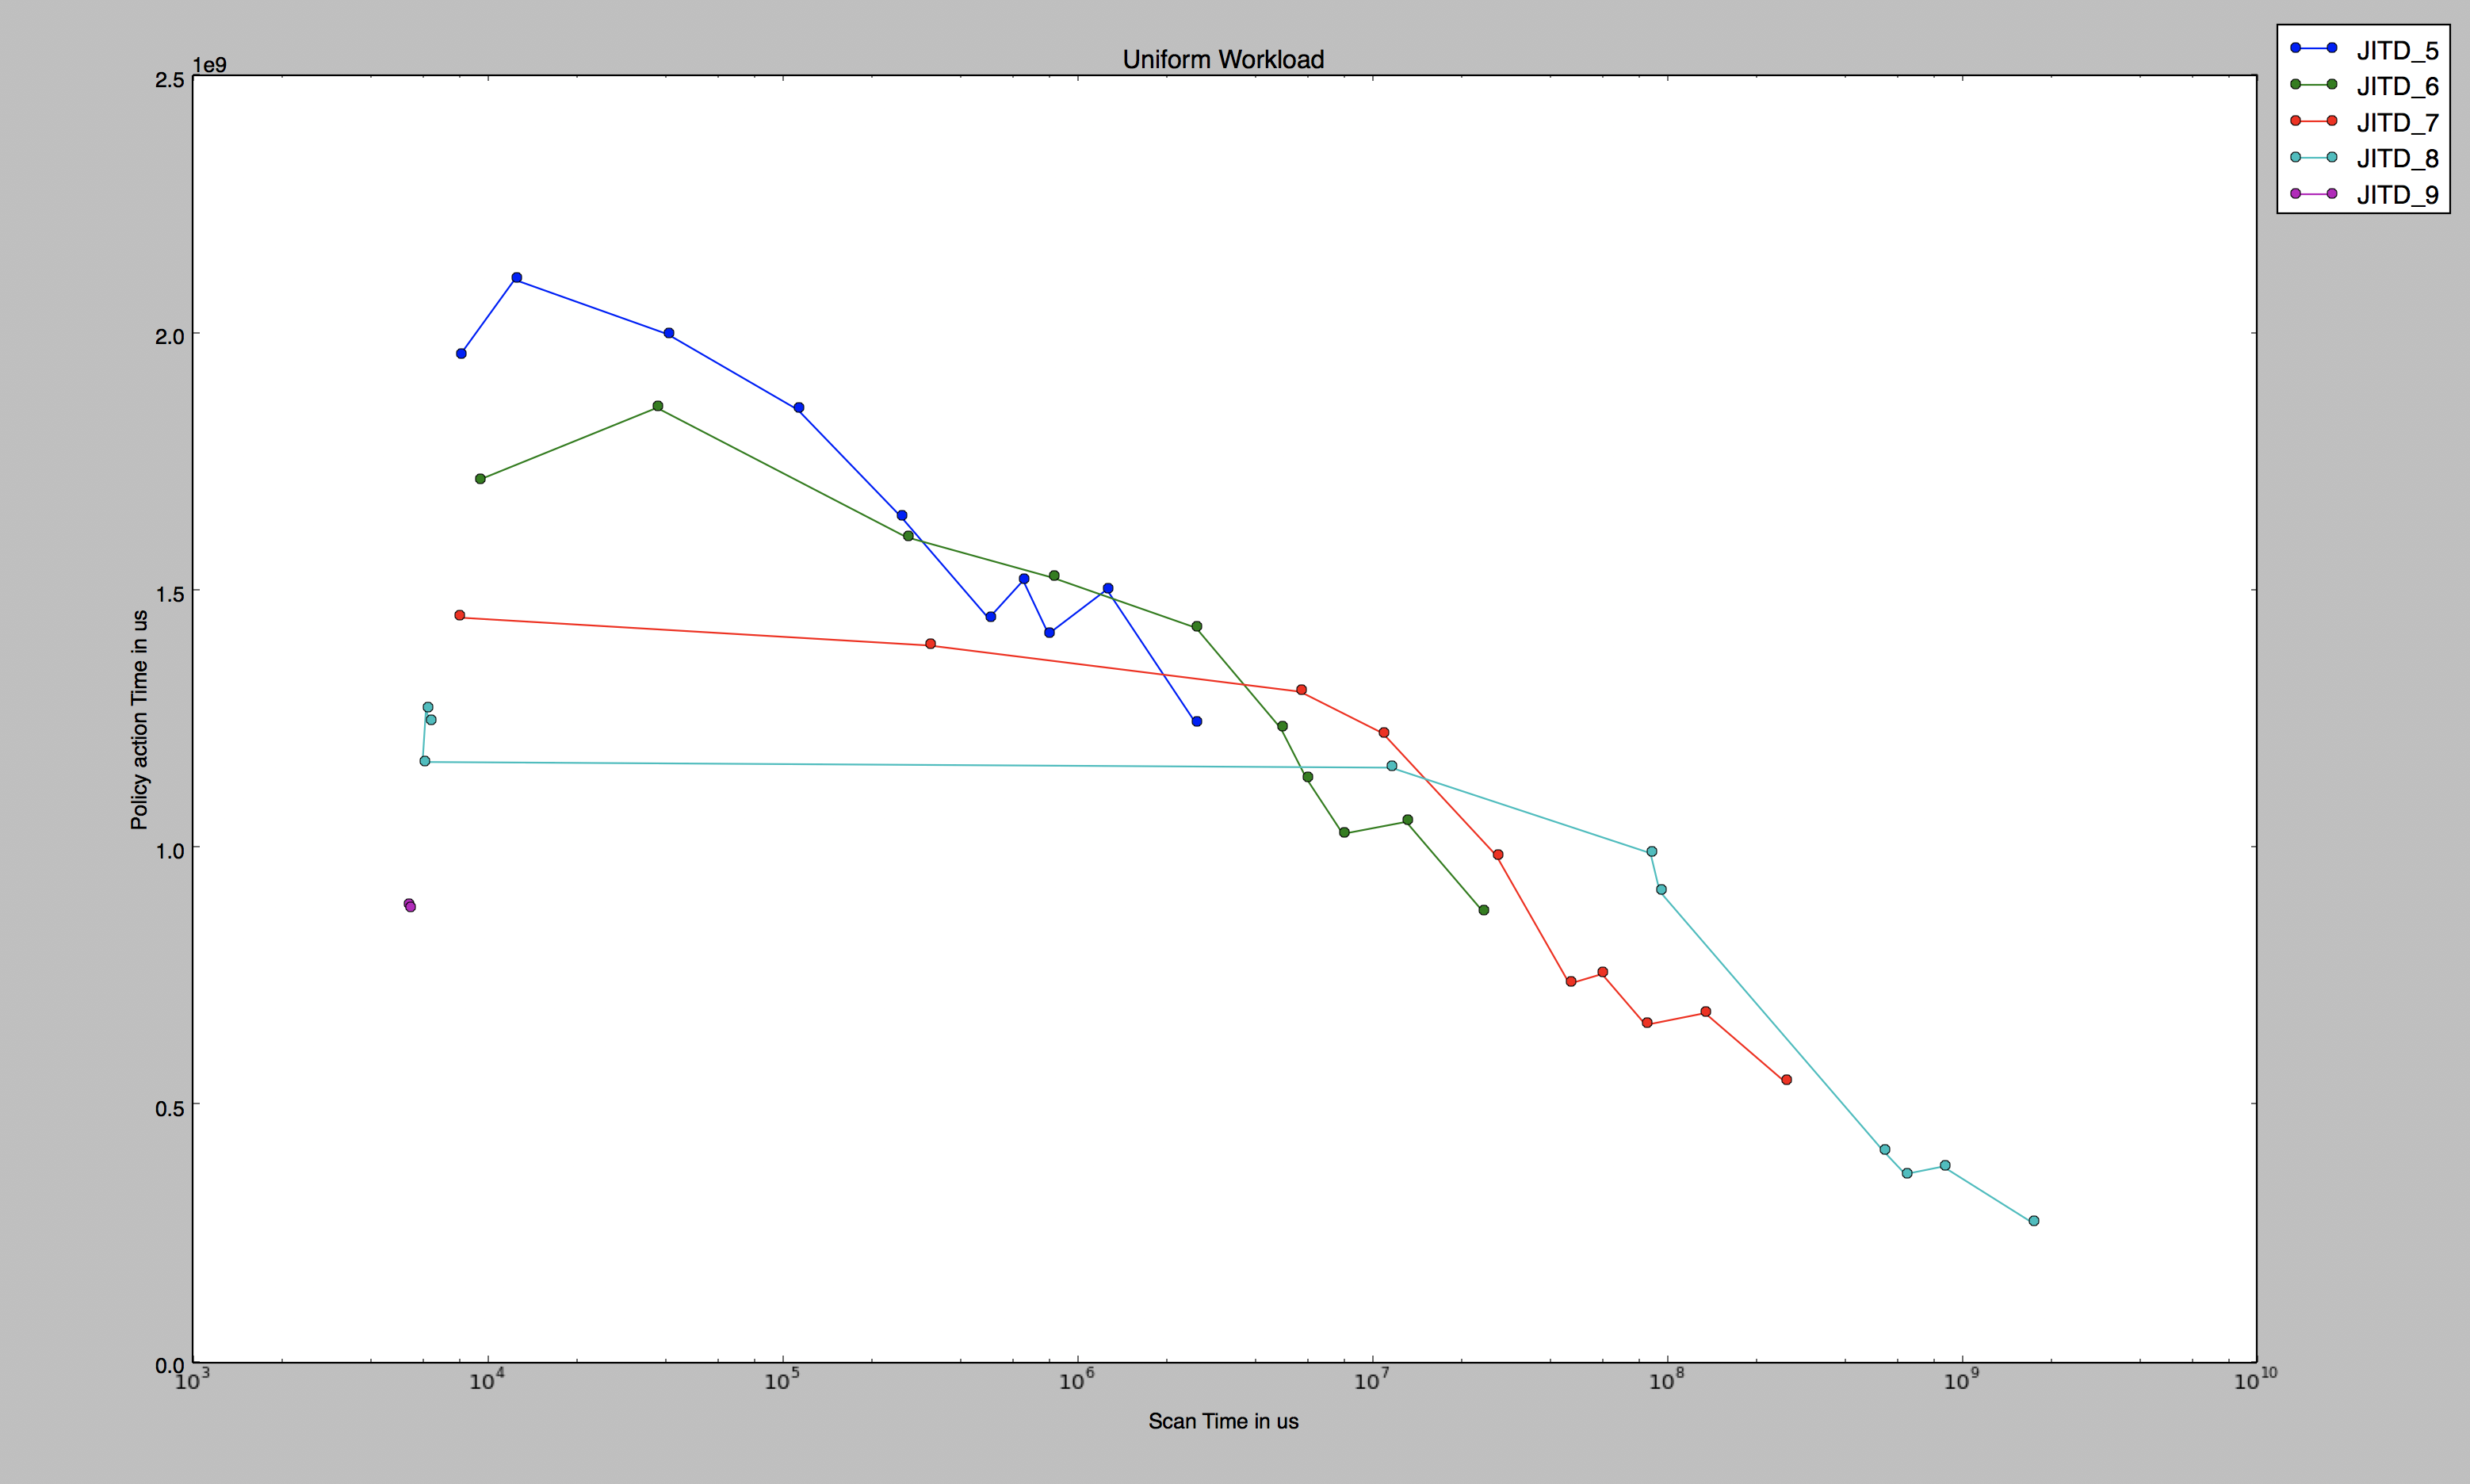 Uniform Workload
1e9
2.5
2.0
1.5
1.0
0.5
0.0
Policy action Time in us
10^3 10^4 10^5 10^6 10^7 10^8 10^9 10^10
Scan Time in us
JITD_5
JITD_6
JITD_7
JITD_8
JITD_9